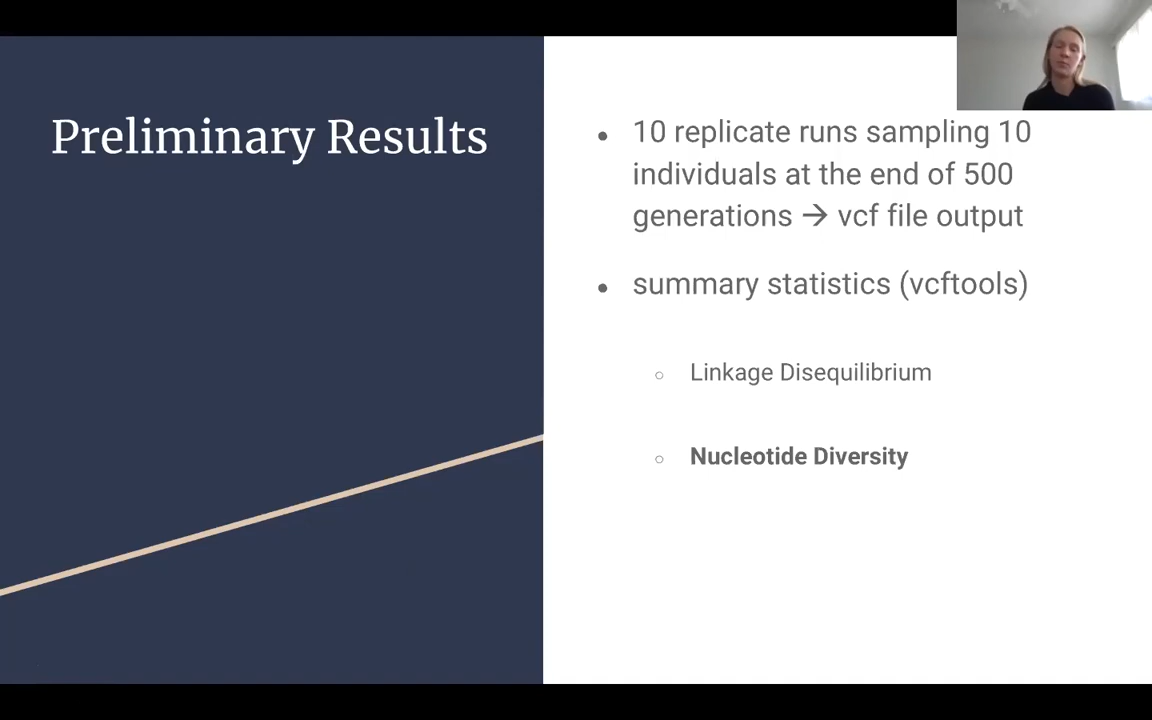 Preliminary Results
● 10 replicate runs sampling 10
individuals at the end of 500
generations → vcf file output
● summary statistics (vcftools)
○ Linkage Disequilibrium
○ Nucleotide Diversity